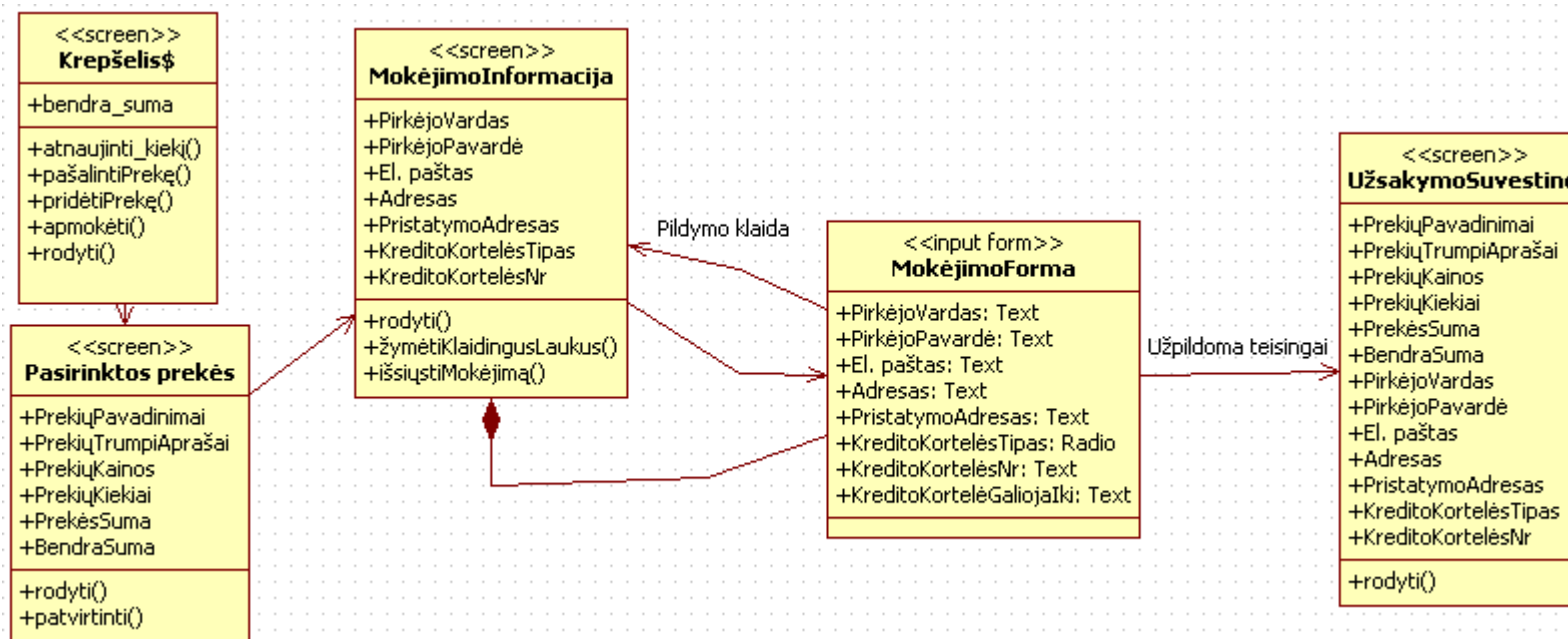 <<screen>>
Krepšelis$
+bendra_suma
+atnaujinti_kiekį()
+pašalintiPrekę()
+pridėtiPrekę()
+apmokėti()
+rodyti()
<<screen>>
Pasirinktos prekės
+PrekiųPavadinimai
+PrekiųTrumpiAprašai
+PrekiųKainos
+PrekiųKiekiai
+PrekėsSuma
+BendraSuma
+rodyti()
+patvirtinti()
<<screen>>
MokėjimoInformacija
+PirkėjoVardas
+PirkėjoPavardė
+El. paštas
+Adresas
+PristatymoAdresas
+KreditoKortelėsTipas
+KreditoKortelėsNr
+rodyti()
+žymėtiKlaidingusLaukus()
+išsiųstiMokėjimą()
Pildymo klaida
<<input form>>
MokėjimoForma
+PirkėjoVardas: Text
+PirkėjoPavardė: Text
+El. paštas: Text
+Adresas: Text
+PristatymoAdresas: Text
+KreditoKortelėsTipas: Radio
+KreditoKortelėsNr: Text
+KreditoKortelėGaliojaIki: Text
Užpildoma teisingai
<<screen>>
UžsakymoSuvestinė
+PrekiųPavadinimai
+PrekiųTrumpiAprašai
+PrekiųKainos
+PrekiųKiekiai
+PrekėsSuma
+BendraSuma
+PirkėjoVardas
+PirkėjoPavardė
+El. paštas
+Adresas
+PristatymoAdresas
+KreditoKortelėsTipas
+KreditoKortelėsNr
+rodyti()